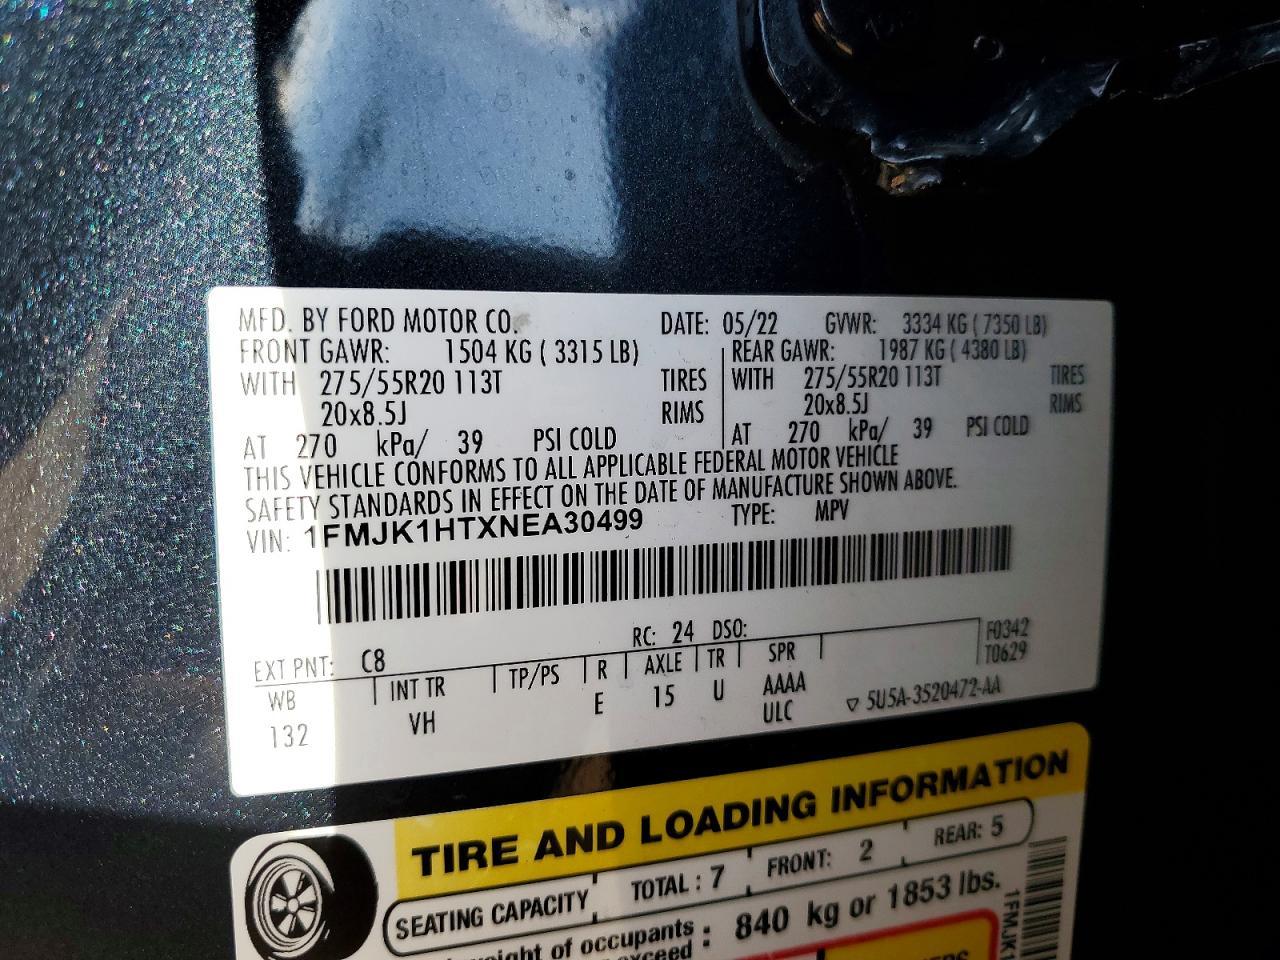 MFD. BY FORD MOTOR CO. DATE: 05/22 GVWR: 3334 KG ( 7350 LB)
FRONT GAWR: 1504 KG ( 3315 LB) REAR GAWR: 1987 KG ( 4380 LB)
WITH 275/55R20 113T TIRES WITH 275/55R20 113T TIRES
20x8.5J RIMS 20x8.5J RIMS
AT 270 kPa/ 39 PSI COLD AT 270 kPa/ 39 PSI COLD
THIS VEHICLE CONFORMS TO ALL APPLICABLE FEDERAL MOTOR VEHICLE
SAFETY STANDARDS IN EFFECT ON THE DATE OF MANUFACTURE SHOWN ABOVE.
VIN: 1FMJK1HTXNEA30499 TYPE: MPV
EXT PNT: C8 RC: 24 DSO: F0342
T0629
WB INT TR TP/PS R AXLE TR SPR
132 VH E 15 U AAAA
ULC ▽ 5U5A-3520472-AA
TIRE AND LOADING INFORMATION
SEATING CAPACITY TOTAL : 7 FRONT: 2 REAR: 5
of occupants : 840 kg or 1853 lbs.
exceed
1FMJK1